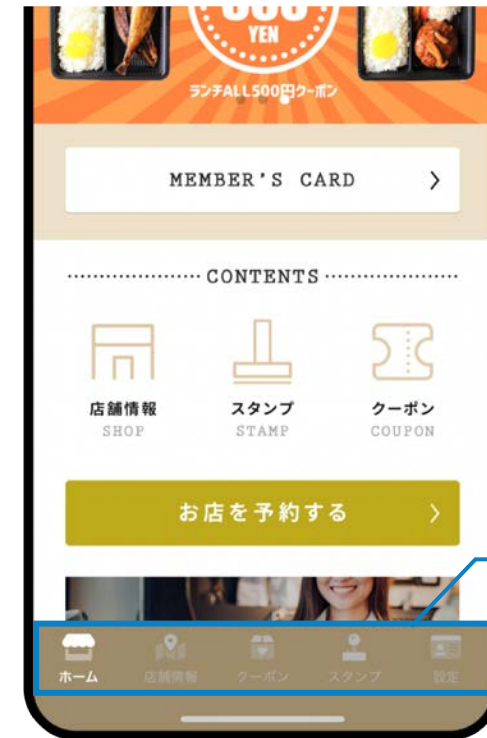 YEN
ランチALL500円クーポン
MEMBER'S CARD
CONTENTS
店舗情報 スタンプ クーポン
SHOP STAMP COUPON
お店を予約する
ホーム 店舗情報 クーポン スタンプ 設定